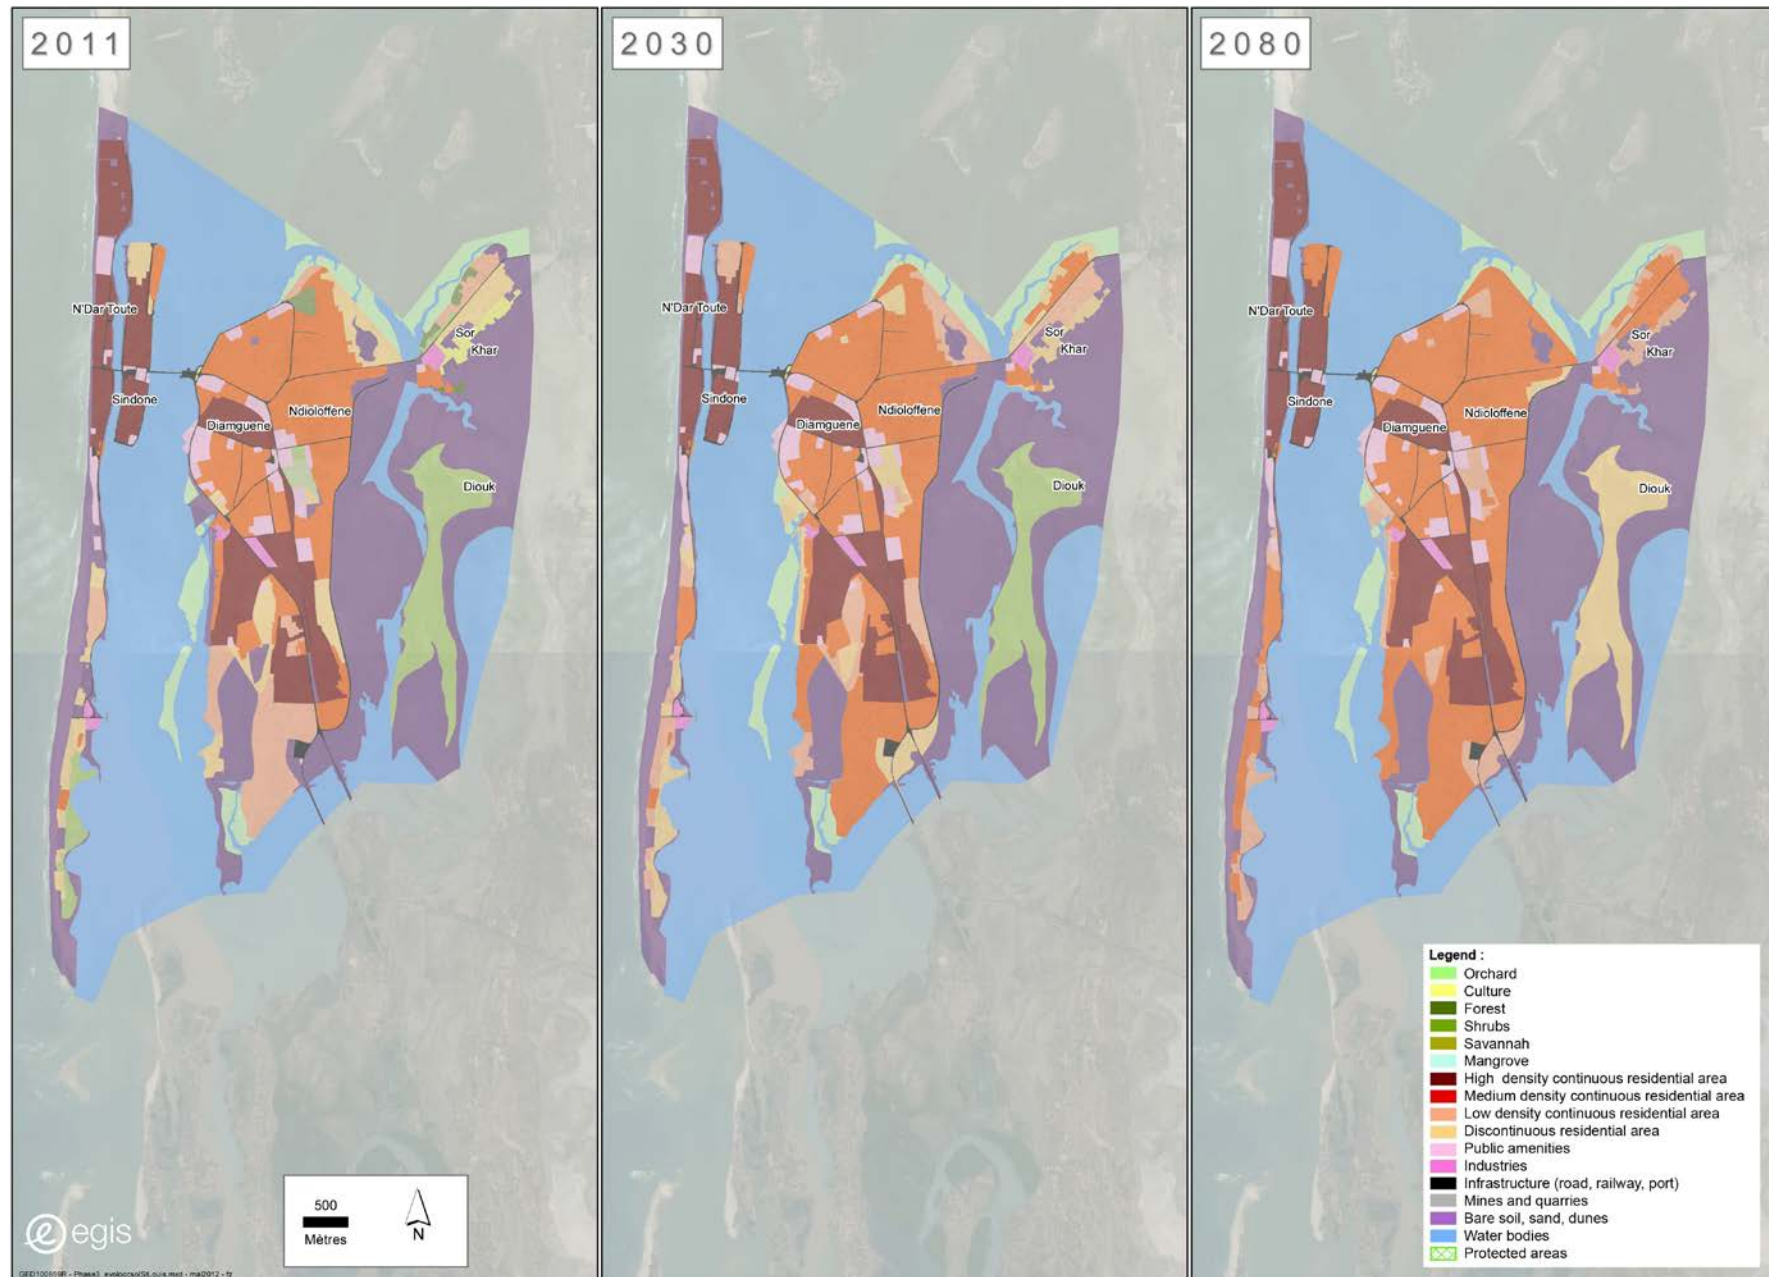 2011
N'Dar Toute
Sor
Khar
Sindone
Ndioloffene
Diamguene
Diouk
500
Mètres
N
egis
2030
N'Dar Toute
Sor
Khar
Sindone
Ndioloffene
Diamguene
Diouk
2080
N'Dar Toute
Sor
Khar
Sindone
Ndioloffene
Diamguene
Diouk
Legend :
Orchard
Culture
Forest
Shrubs
Savannah
Mangrove
High density continuous residential area
Medium density continuous residential area
Low density continuous residential area
Discontinuous residential area
Public amenities
Industries
Infrastructure (road, railway, port)
Mines and quarries
Bare soil, sand, dunes
Water bodies
Protected areas